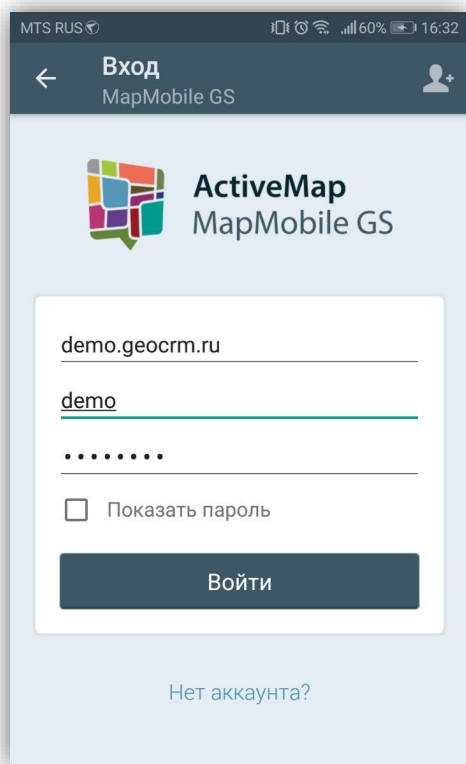 MTS RUS 60% 16:32
Вход
MapMobile GS
ActiveMap
MapMobile GS
demo.geocrm.ru
demo
••••••••
Показать пароль
Войти
Нет аккаунта?